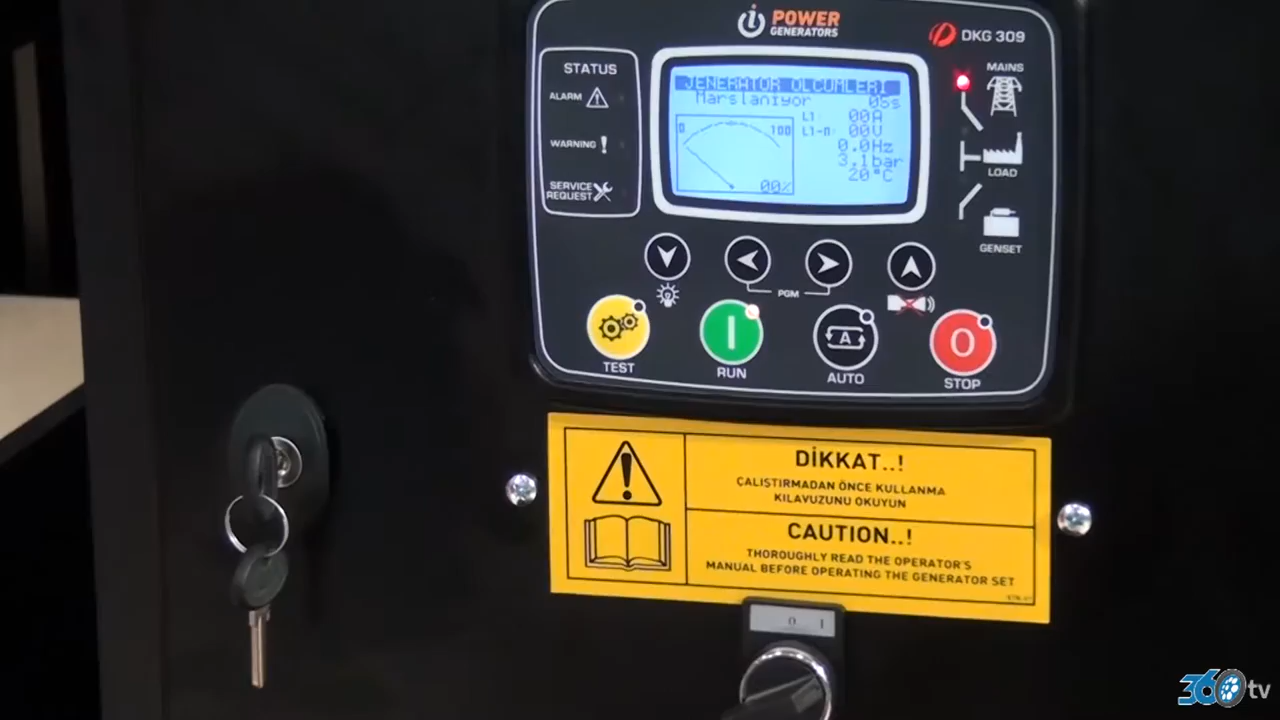 i POWER
GENERATORS
DKG 309
STATUS
ALARM
WARNING !
SERVICE
REQUEST
JENERATOR OLCUMLERI
Marslanıyor 05s
L1: 00A
L1-n: 00V
0.0Hz
3.1bar
20°C
0 100
00%
MAINS
LOAD
GENSET
PGM
TEST
RUN
A
AUTO
O
STOP
DİKKAT..!
ÇALIŞTIRMADAN ÖNCE KULLANMA
KILAVUZUNU OKUYUN
CAUTION..!
THOROUGHLY READ THE OPERATOR'S
MANUAL BEFORE OPERATING THE GENERATOR SET
0 1
360tv